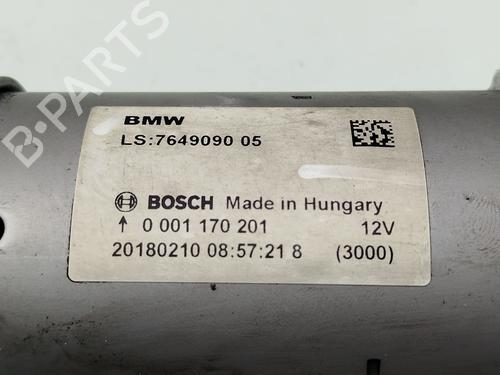 BMW
LS:7649090 05
BOSCH Made in Hungary
↑ 0 001 170 201 12V
20180210 08:57:21 8 (3000)